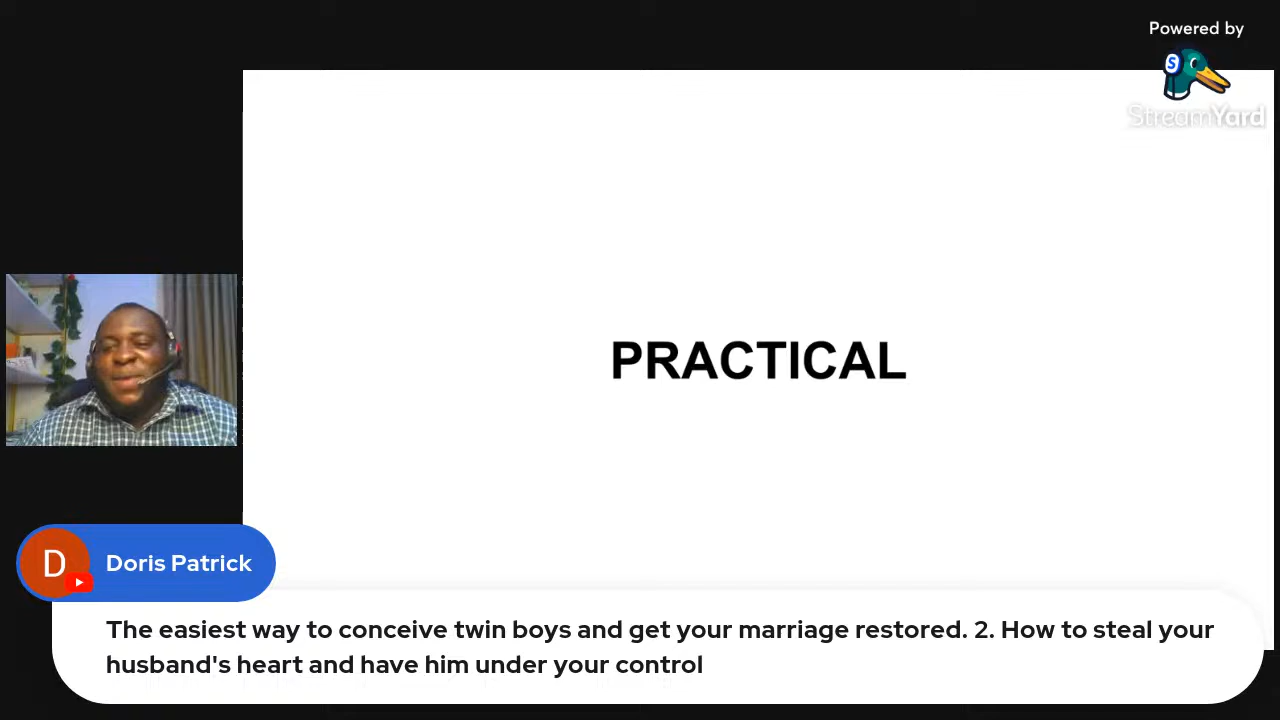 Powered by
StreamYard
PRACTICAL
D
Doris Patrick
The easiest way to conceive twin boys and get your marriage restored. 2. How to steal your
husband's heart and have him under your control